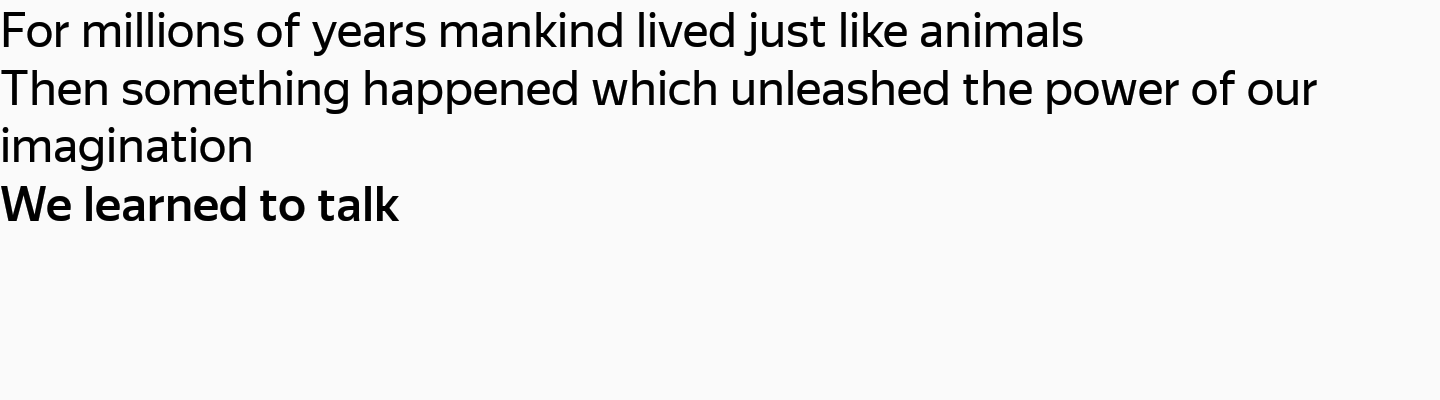 For millions of years mankind lived just like animals
Then something happened which unleashed the power of our
imagination
We learned to talk